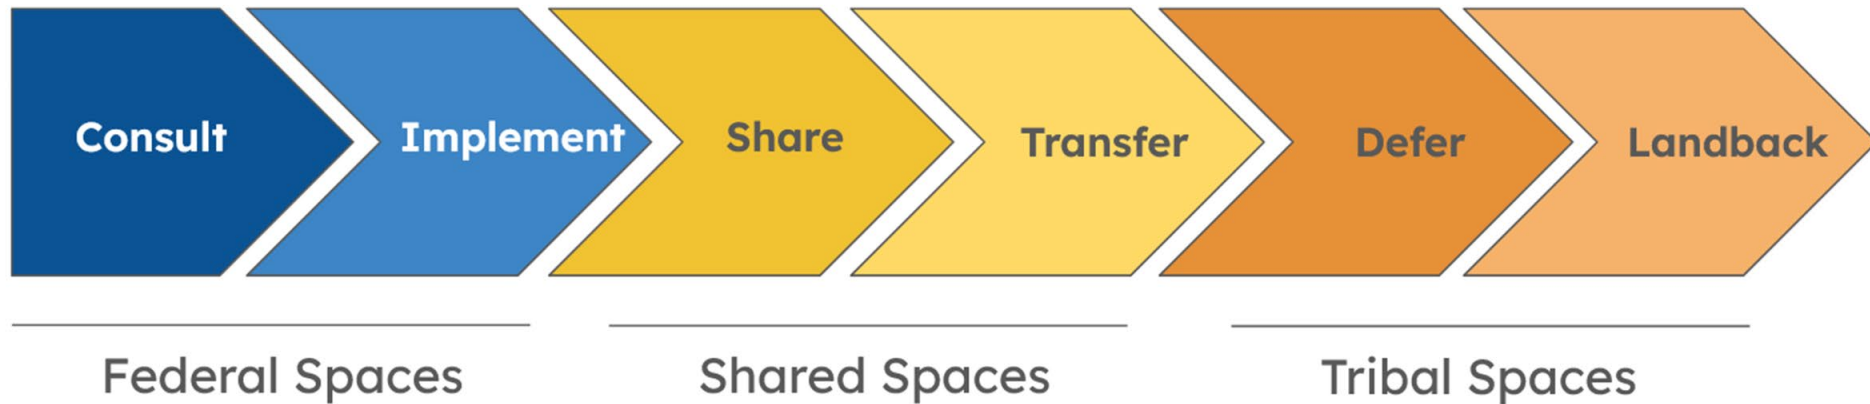 Consult
Implement
Share
Transfer
Defer
Landback
Federal Spaces
Shared Spaces
Tribal Spaces